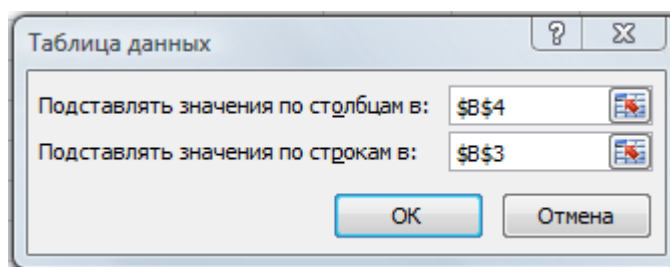 Таблица данных
Подставлять значения по столбцам в: $B$4
Подставлять значения по строкам в: $B$3
ОК Отмена